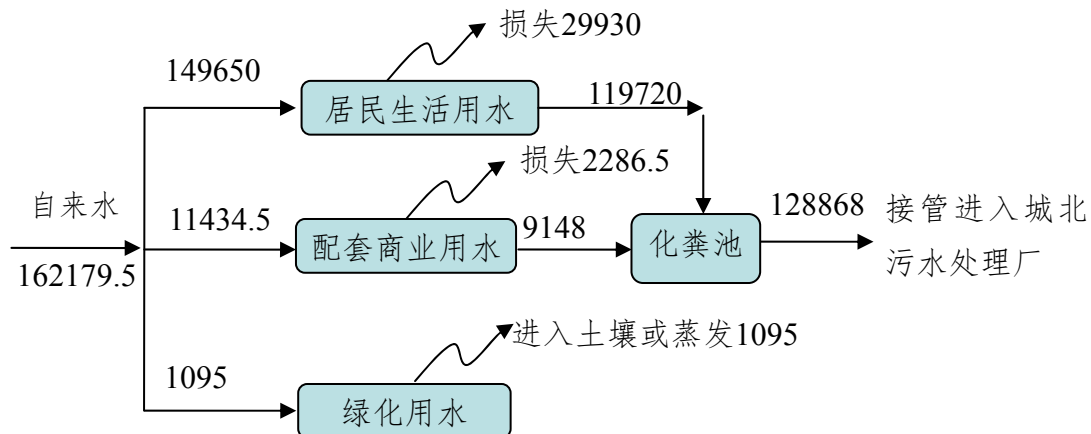 损失29930
149650
居民生活用水
119720
损失2286.5
自来水
11434.5
配套商业用水
9148
化粪池
128868
接管进入城北
污水处理厂
162179.5
进入土壤或蒸发1095
1095
绿化用水